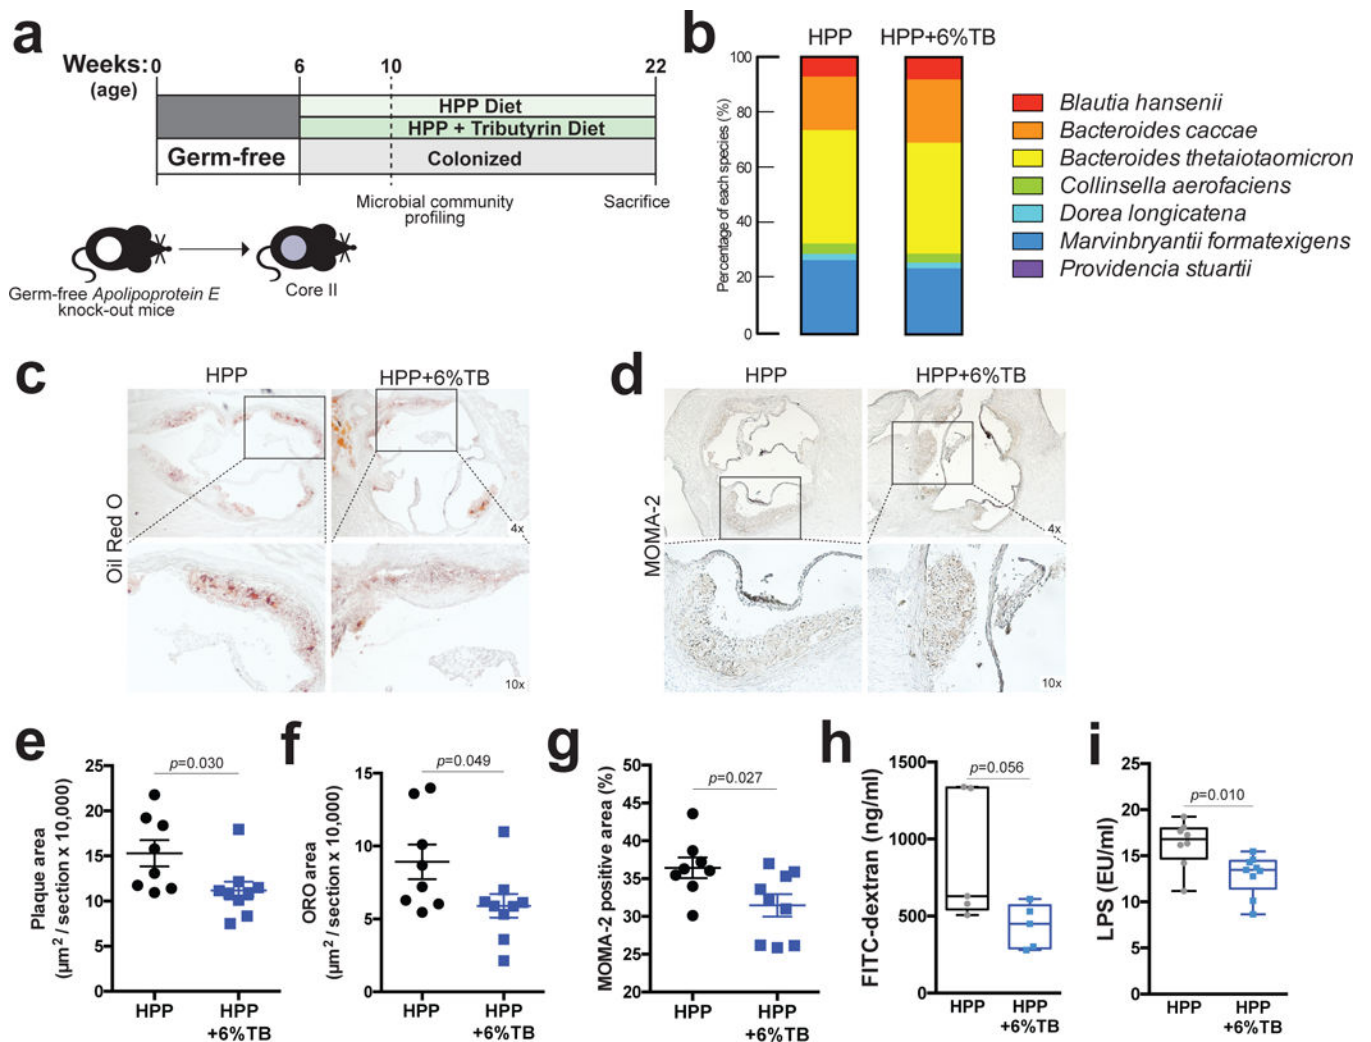 a
Weeks: 0 6 10 22
(age)
HPP Diet
HPP + Tributyrin Diet
Germ-free Colonized
Microbial community
profiling
Sacrifice
Germ-free Apolipoprotein E
knock-out mice
Core II
b
HPP HPP+6%TB
Percentage of each species (%)
100
80
60
40
20
0
Blautia hansenii
Bacteroides caccae
Bacteroides thetaiotaomicron
Collinsella aerofaciens
Dorea longicatena
Marvinbryantii formatexigens
Providencia stuartii
c
HPP HPP+6%TB
Oil Red O
4x
10x
d
HPP HPP+6%TB
MOMA-2
4x
10x
e
Plaque area
(µm² / section x 10,000)
25
20
15
10
5
0
p=0.030
HPP HPP
+6%TB
f
ORO area
(µm² / section x 10,000)
15
10
5
0
p=0.049
HPP HPP
+6%TB
g
MOMA-2 positive area (%)
50
45
40
35
30
25
20
p=0.027
HPP HPP
+6%TB
h
FITC-dextran (ng/ml)
1500
1000
500
0
p=0.056
HPP HPP
+6%TB
i
LPS (EU/ml)
25
20
15
10
5
0
p=0.010
HPP HPP
+6%TB